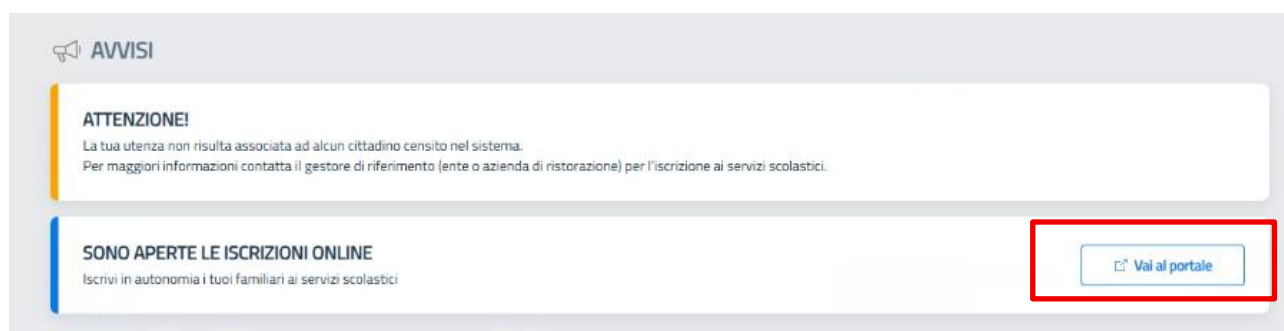 AVVISI
ATTENZIONE!
La tua utenza non risulta associata ad alcun cittadino censito nel sistema.
Per maggiori informazioni contatta il gestore di riferimento (ente o azienda di ristorazione) per l'iscrizione ai servizi scolastici.
SONO APERTE LE ISCRIZIONI ONLINE
Iscrivi in autonomia i tuoi familiari ai servizi scolastici
Vai al portale